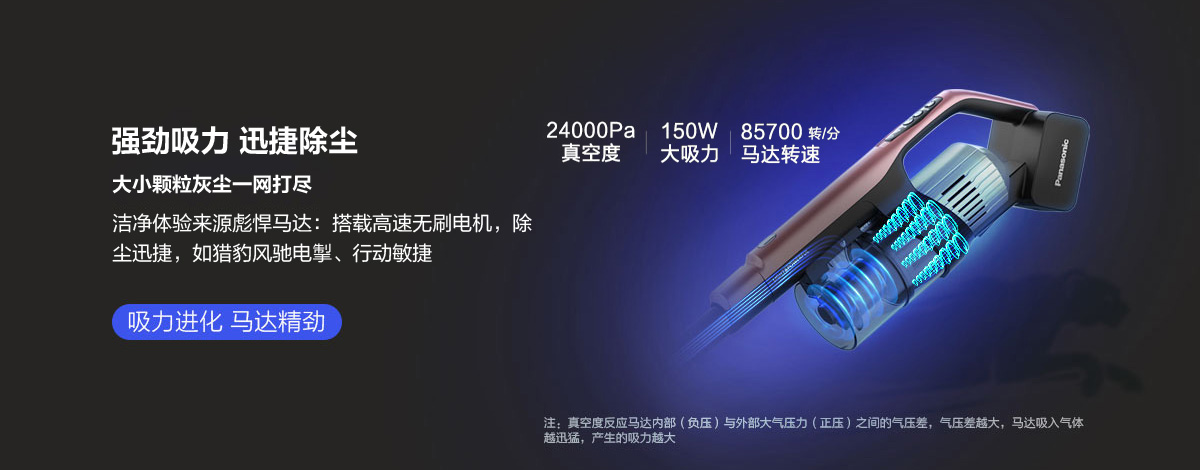 强劲吸力 迅捷除尘
大小颗粒灰尘一网打尽
洁净体验来源彪悍马达：搭载高速无刷电机，除
尘迅捷，如猎豹风驰电掣、行动敏捷
吸力进化 马达精劲
24000Pa
真空度
150W
大吸力
85700 转/分
马达转速
Panasonic
注：真空度反应马达内部（负压）与外部大气压力（正压）之间的气压差，气压差越大，马达吸入气体
越迅猛，产生的吸力越大